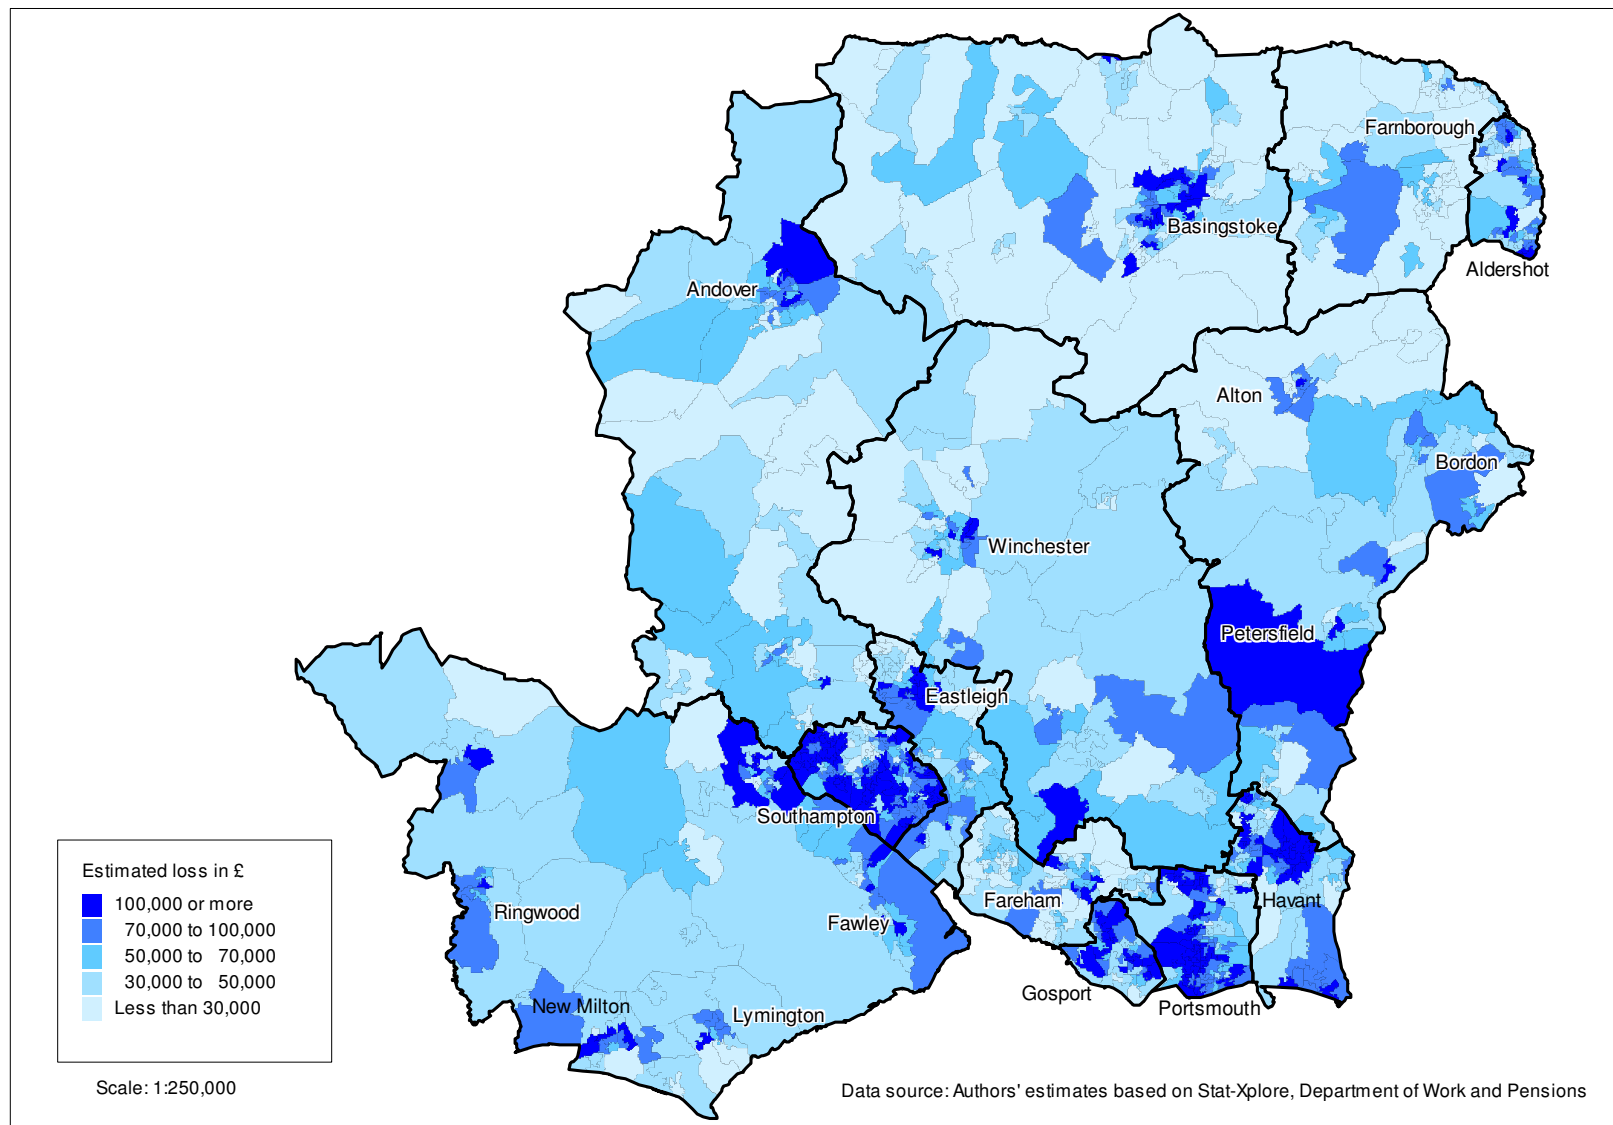 Farnborough
Basingstoke
Aldershot
Andover
Alton
Bordon
Winchester
Petersfield
Eastleigh
Southampton
Havant
Fareham
Ringwood
Fawley
Gosport
Portsmouth
New Milton
Lymington
Estimated loss in £
100,000 or more
70,000 to 100,000
50,000 to 70,000
30,000 to 50,000
Less than 30,000
Scale: 1:250,000
Data source: Authors' estimates based on Stat-Xplore, Department of Work and Pensions